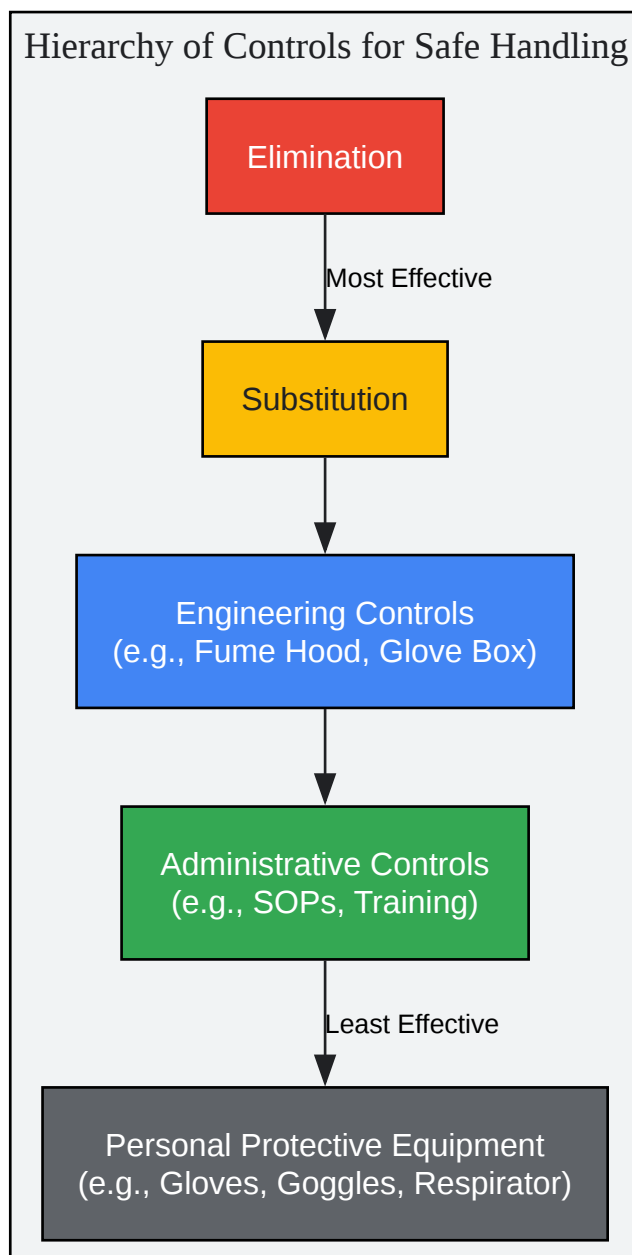 Hierarchy of Controls for Safe Handling
Elimination
Most Effective
Substitution
Engineering Controls
(e.g., Fume Hood, Glove Box)
Administrative Controls
(e.g., SOPs, Training)
Least Effective
Personal Protective Equipment
(e.g., Gloves, Goggles, Respirator)